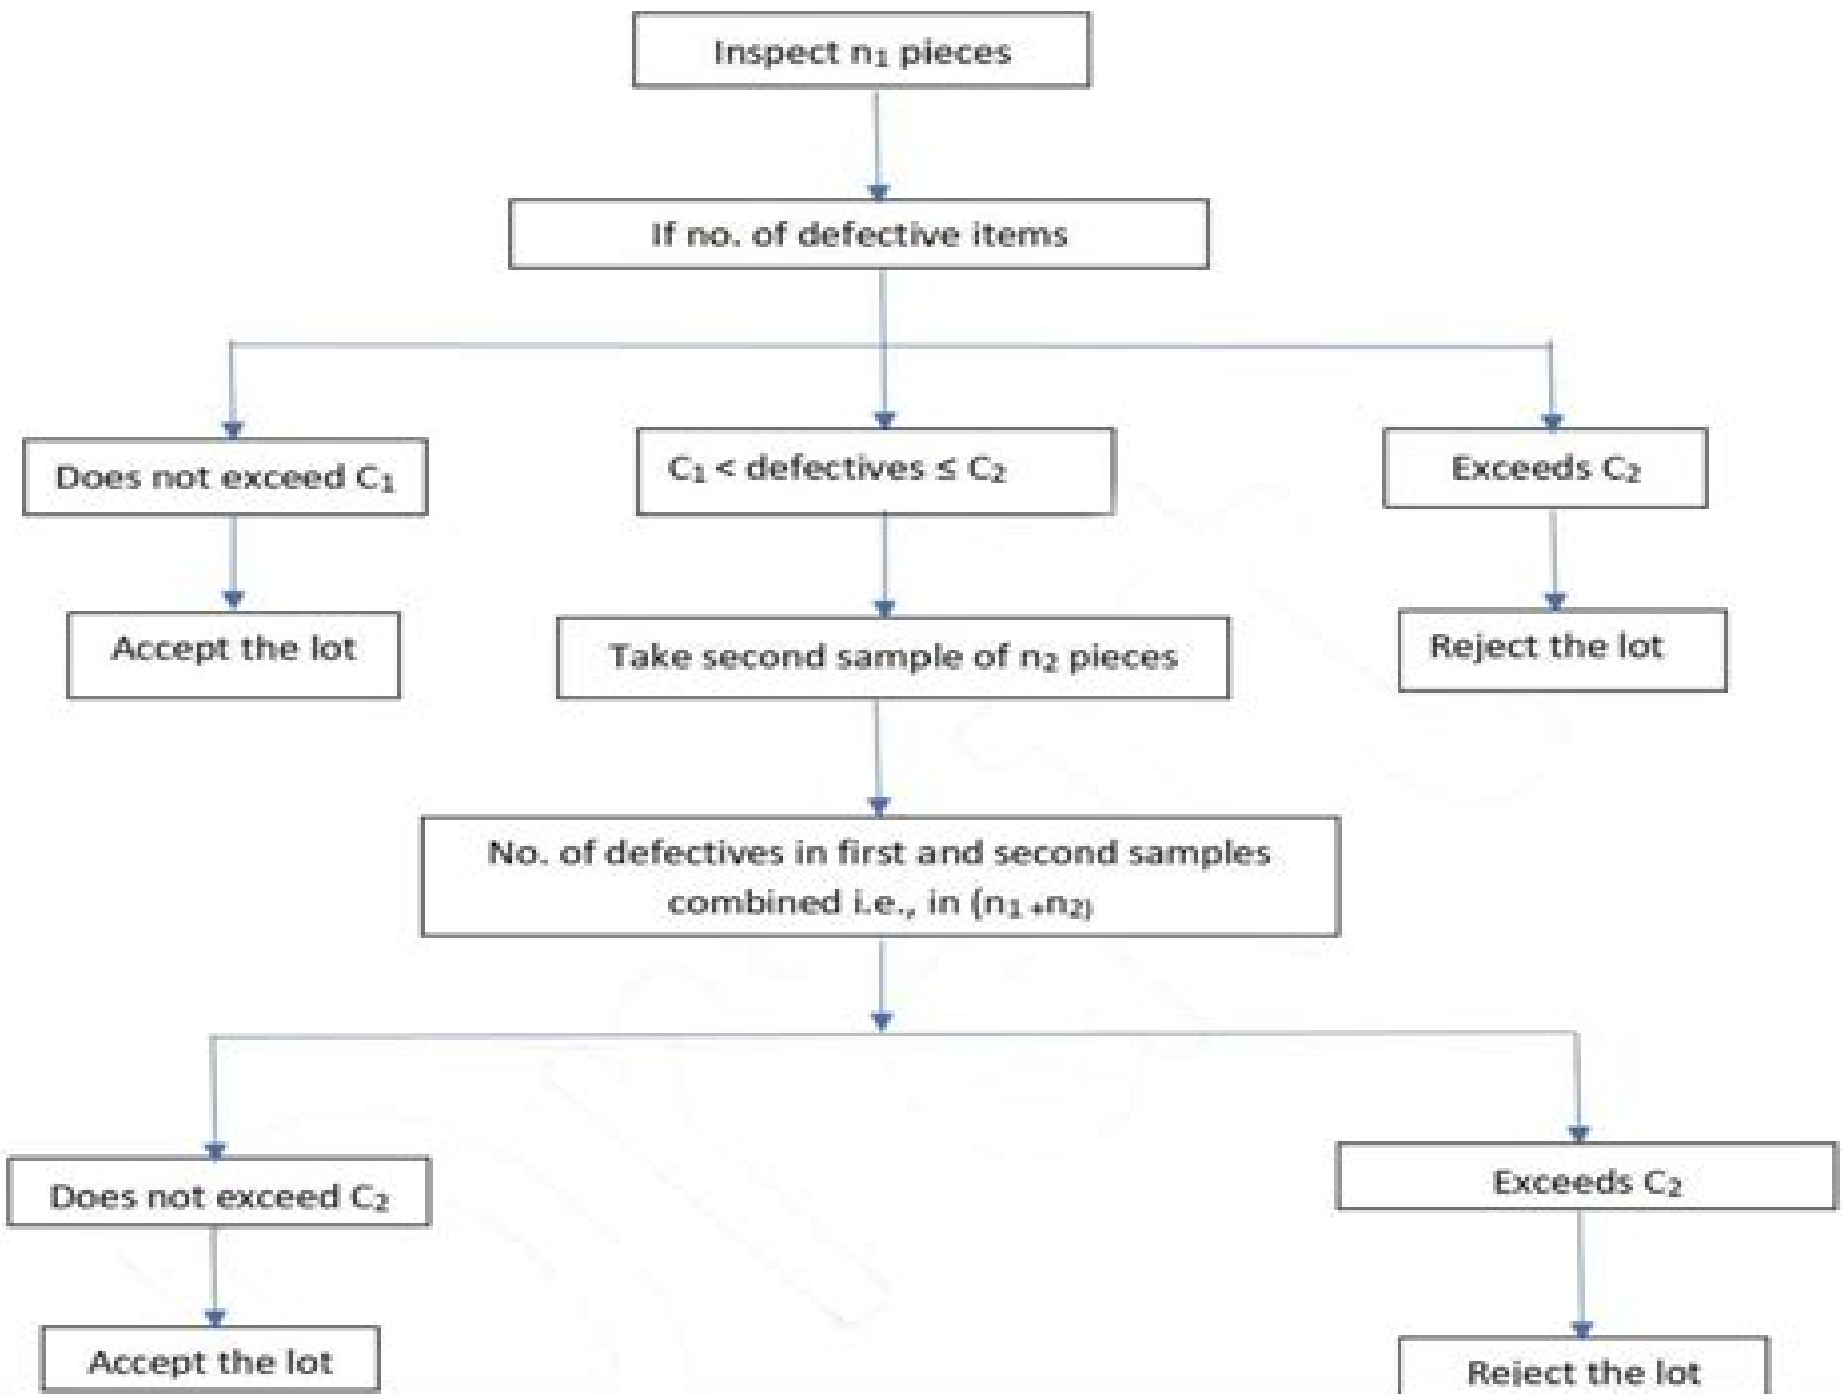 Inspect n₁ pieces
If no. of defective items
Does not exceed C₁
C₁ < defectives ≤ C₂
Exceeds C₂
Accept the lot
Take second sample of n₂ pieces
Reject the lot
No. of defectives in first and second samples
combined i.e., in (n₁ +n₂)
Does not exceed C₂
Exceeds C₂
Accept the lot
Reject the lot